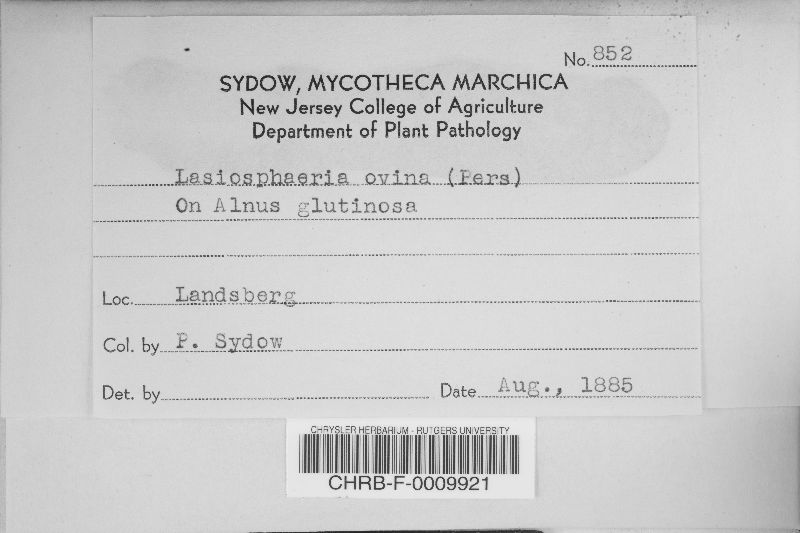 No. 852
SYDOW, MYCOTHECA MARCHICA
New Jersey College of Agriculture
Department of Plant Pathology
Lasiosphaeria ovina (Pers)
On Alnus glutinosa
Loc. Landsberg
Col. by P. Sydow
Det. by Date Aug., 1885
CHRYSLER HERBARIUM - RUTGERS UNIVERSITY
CHRB-F-0009921